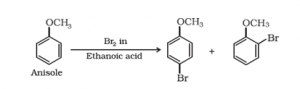 OCH₃
OCH₃
OCH₃
Br₂ in
Ethanoic acid
Br
+
Anisole
Br